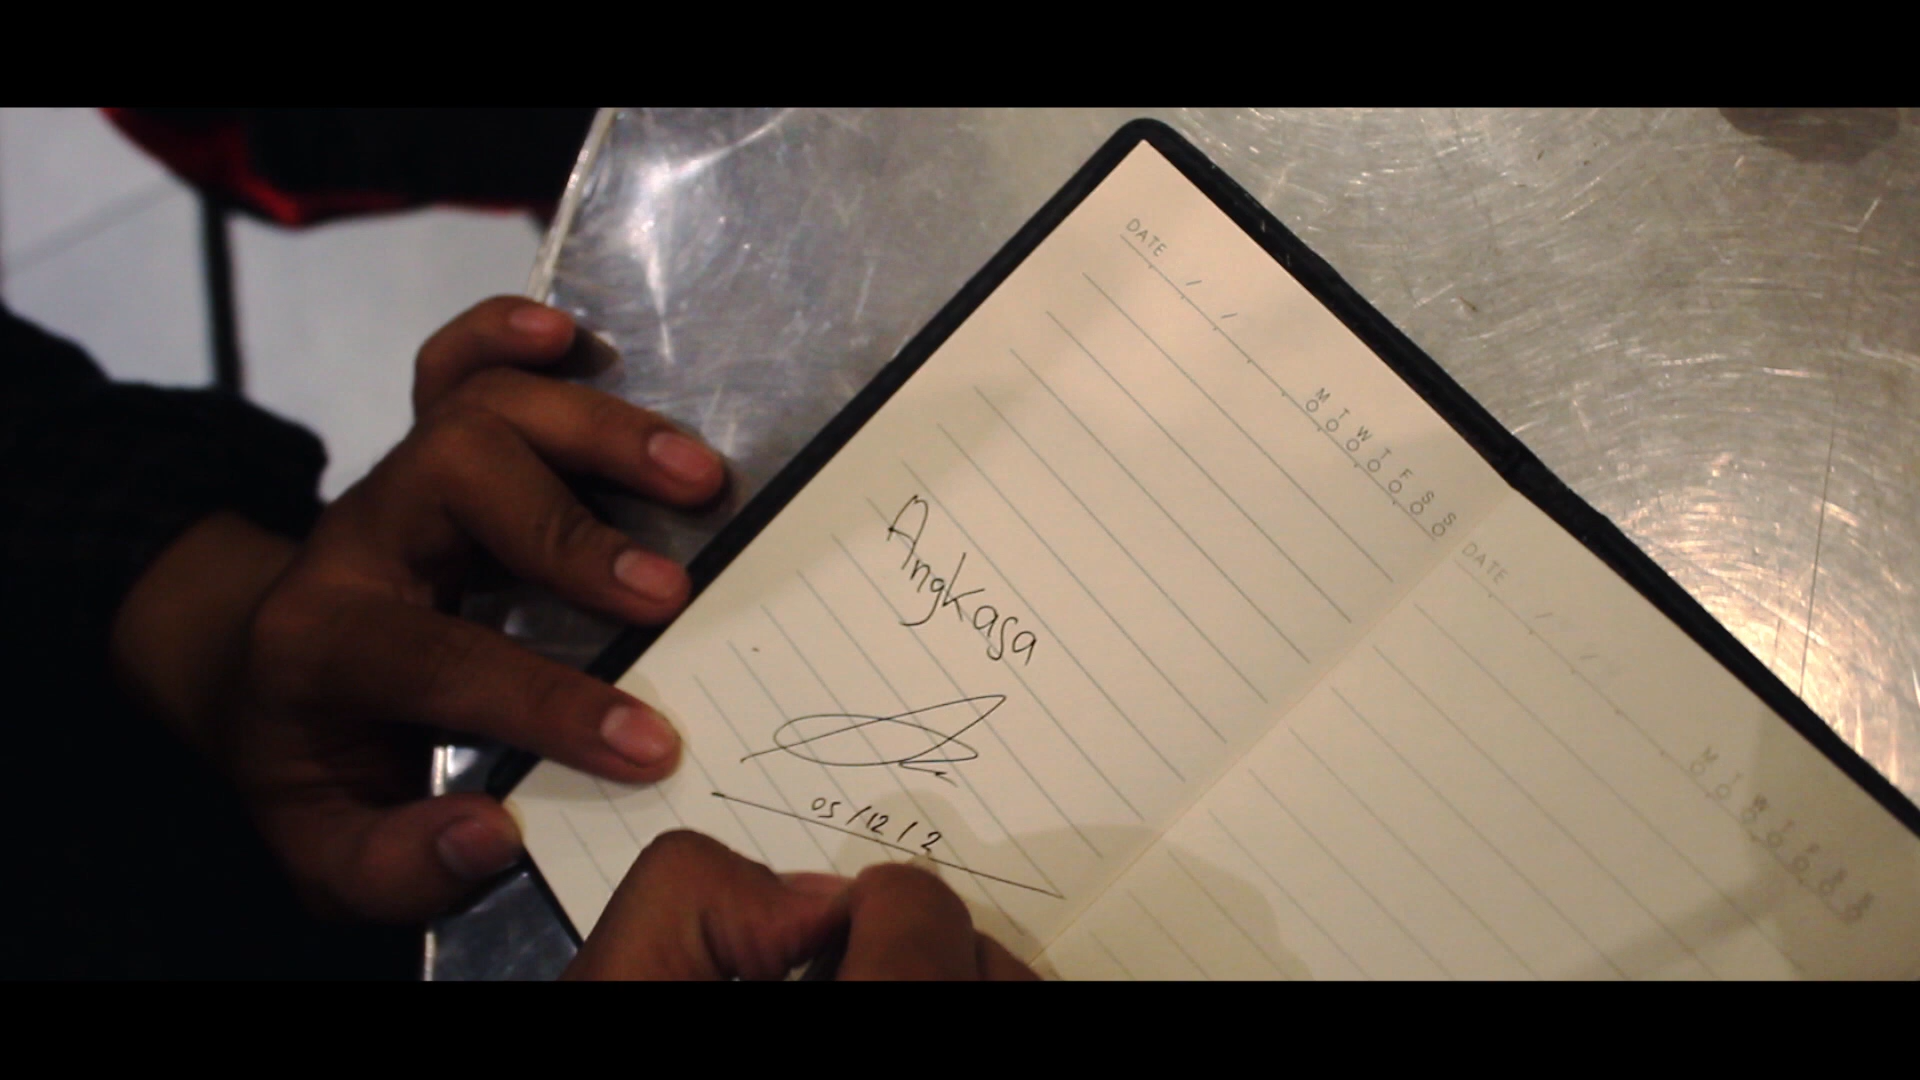 DATE / /
M T W T F S S
Angkasa
05/12/2
DATE / /
M T W T F S S